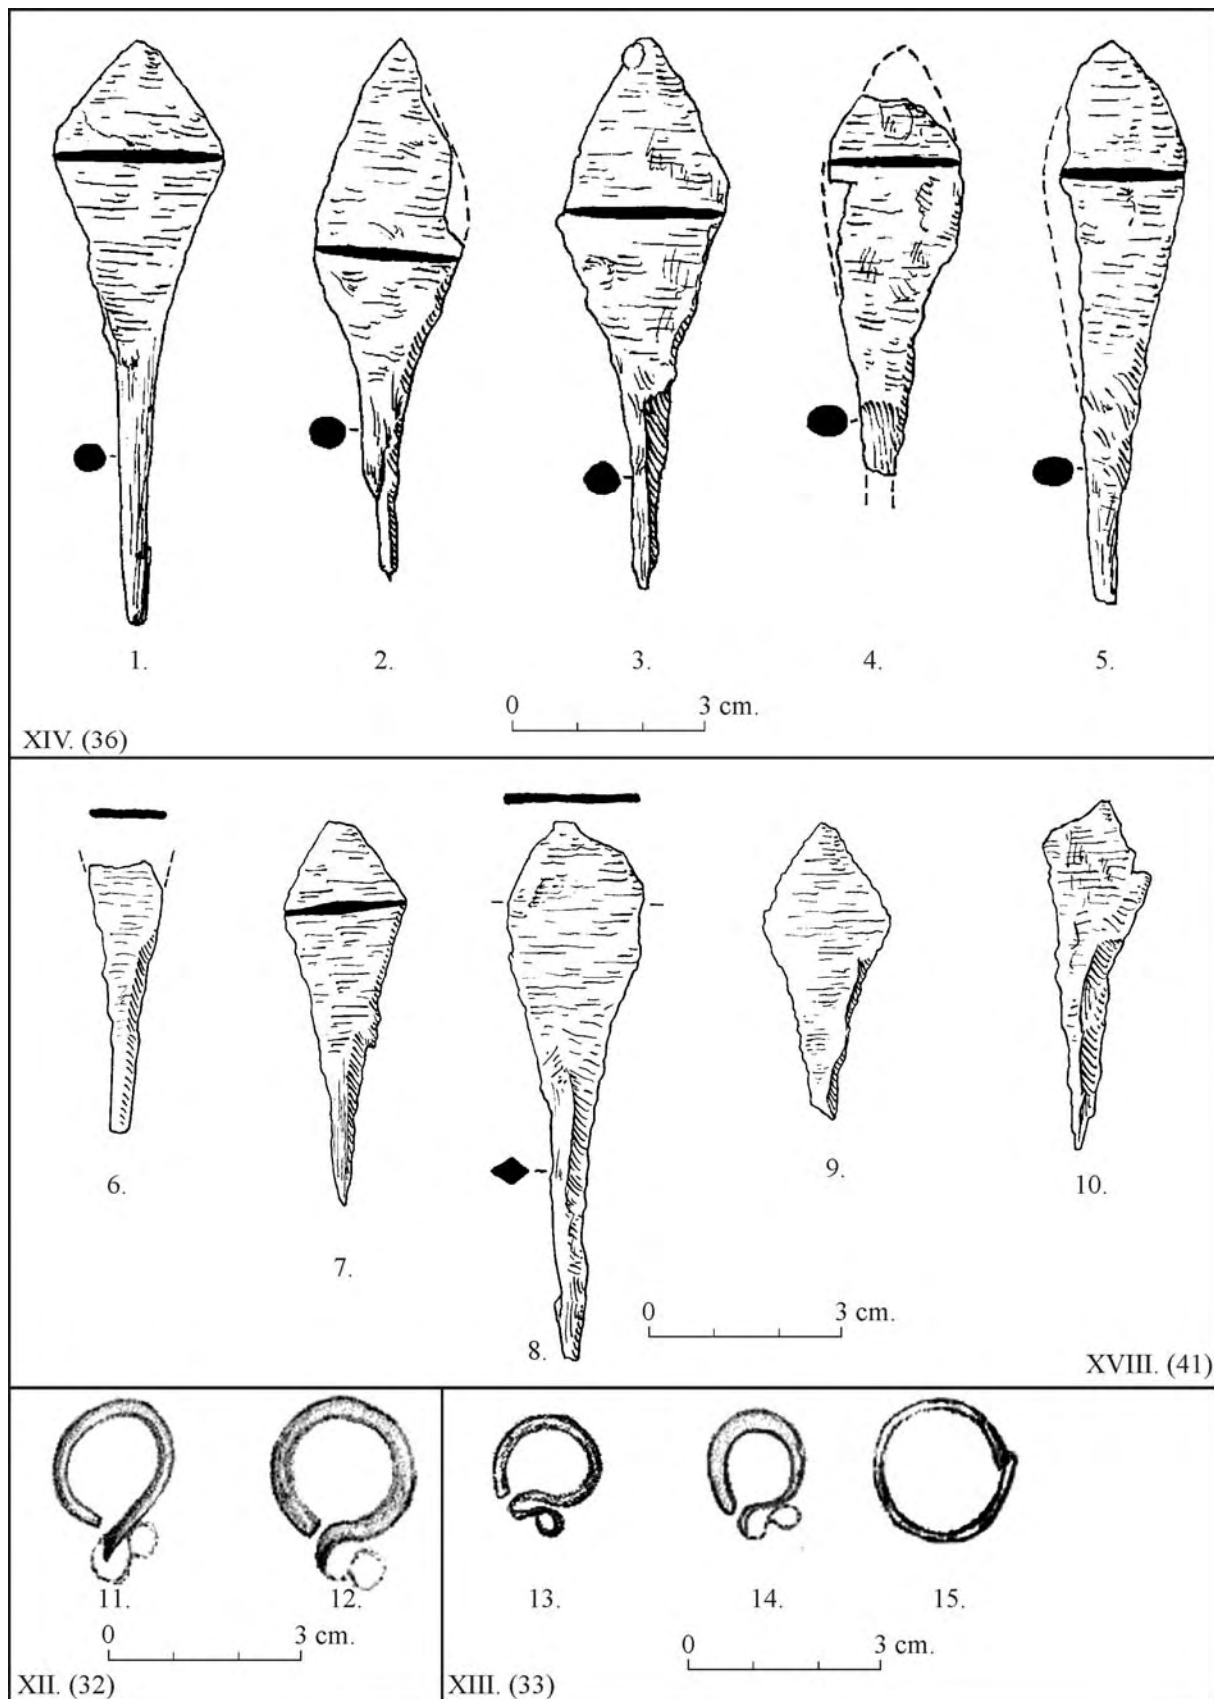 1.
2.
3.
4.
5.
0 3 cm.
XIV. (36)
6.
7.
8.
9.
10.
0 3 cm.
XVIII. (41)
11.
12.
0 3 cm.
XII. (32)
13.
14.
15.
0 3 cm.
XIII. (33)